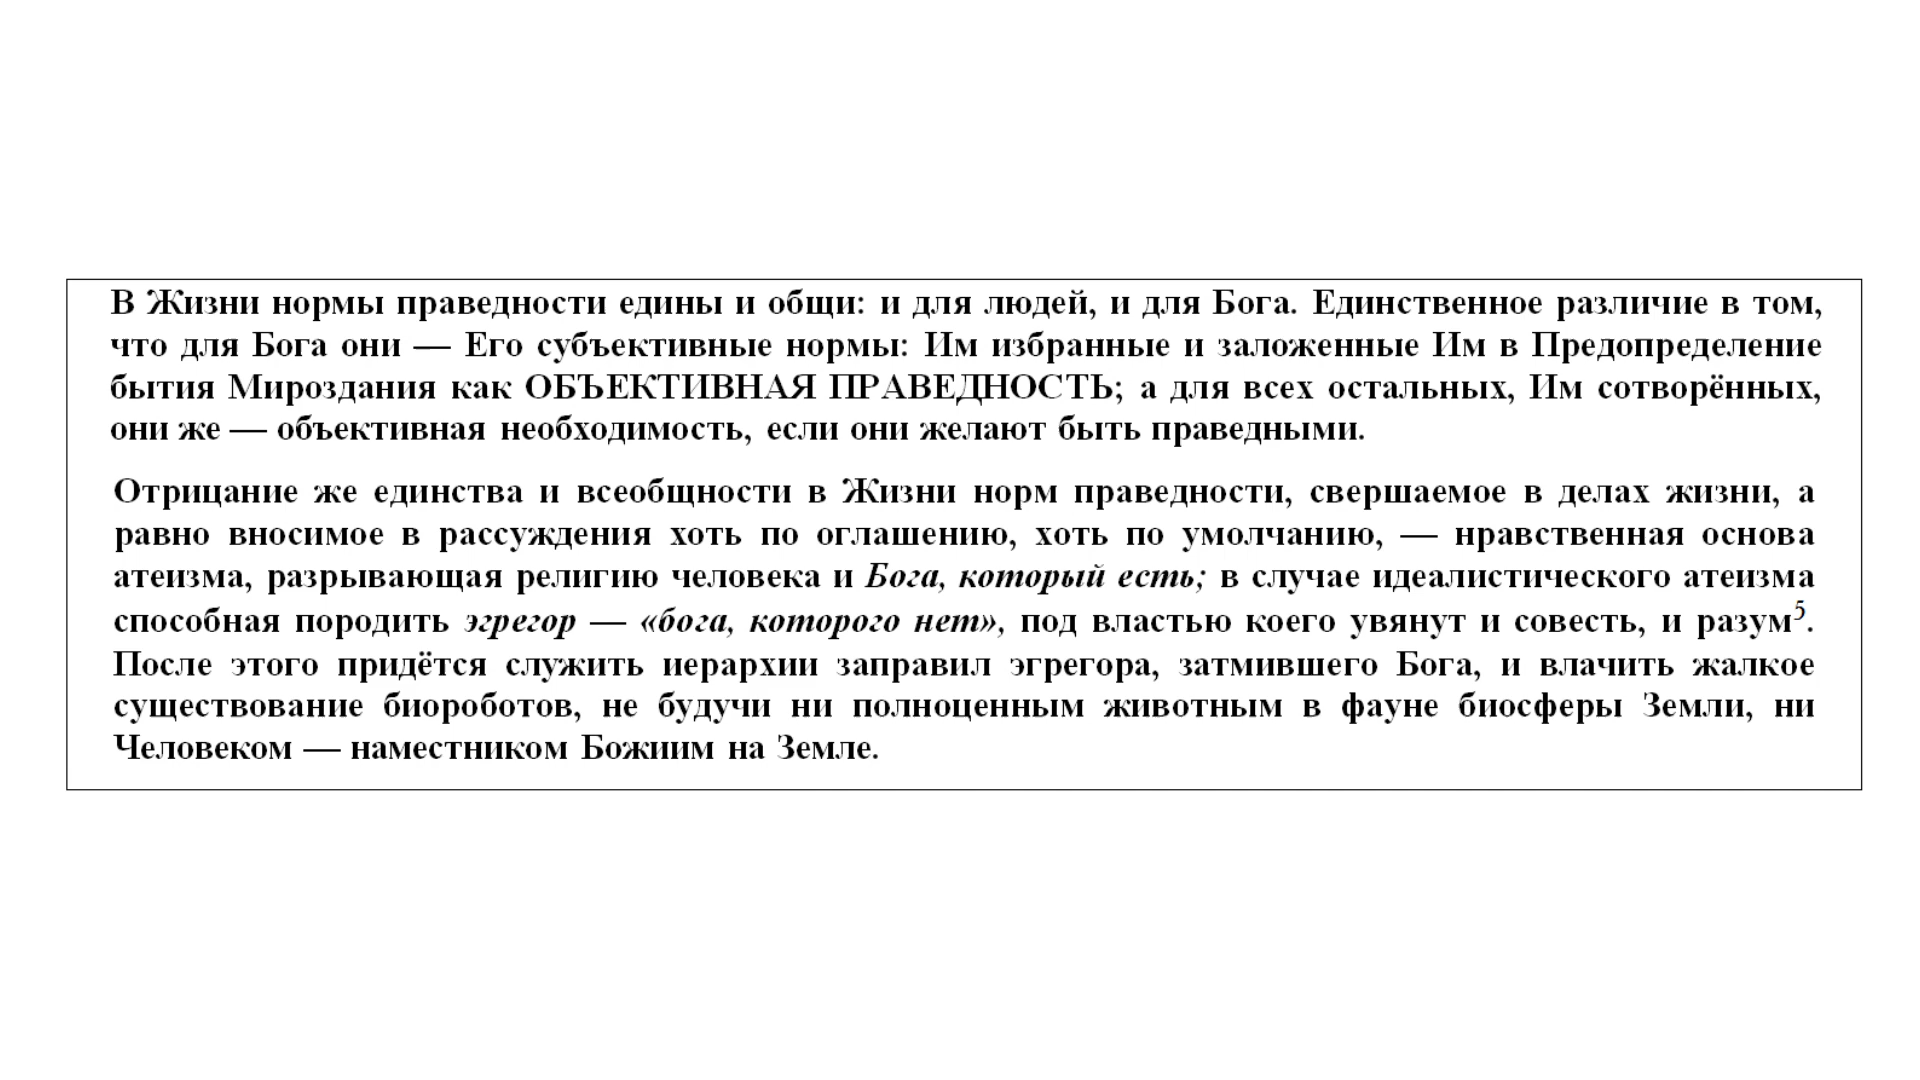 В Жизни нормы праведности едины и общи: и для людей, и для Бога. Единственное различие в том,
что для Бога они — Его субъективные нормы: Им избранные и заложенные Им в Предопределение
бытия Мироздания как ОБЪЕКТИВНАЯ ПРАВЕДНОСТЬ; а для всех остальных, Им сотворённых,
они же — объективная необходимость, если они желают быть праведными.
Отрицание же единства и всеобщности в Жизни норм праведности, свершаемое в делах жизни, а
равно вносимое в рассуждения хоть по оглашению, хоть по умолчанию, — нравственная основа
атеизма, разрывающая религию человека и Бога, который есть; в случае идеалистического атеизма
способная породить эгрегор — «бога, которого нет», под властью коего увянут и совесть, и разум⁵.
После этого придётся служить иерархии заправил эгрегора, затмившего Бога, и влачить жалкое
существование биороботов, не будучи ни полноценным животным в фауне биосферы Земли, ни
Человеком — наместником Божиим на Земле.